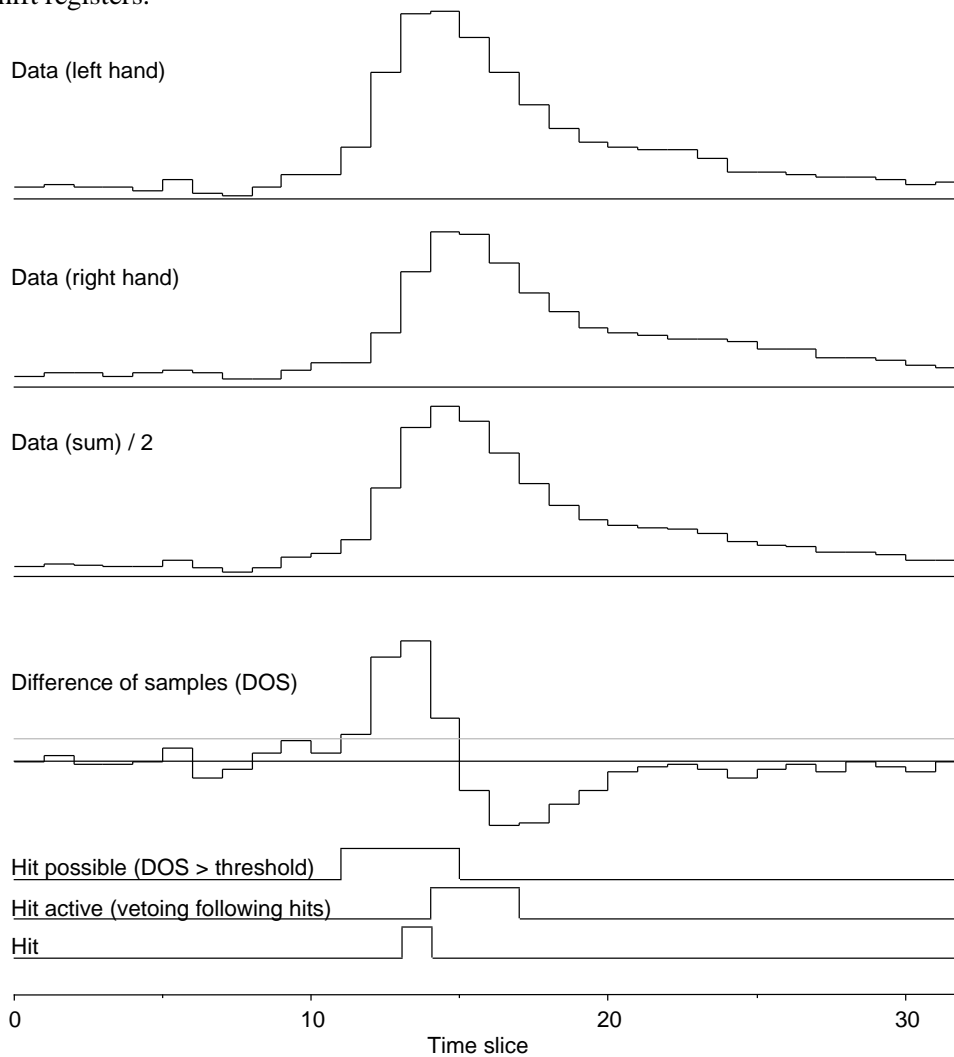 shift registers.
Data (left hand)
Data (right hand)
Data (sum) / 2
Difference of samples (DOS)
Hit possible (DOS > threshold)
Hit active (vetoing following hits)
Hit
0 10 20 30
Time slice